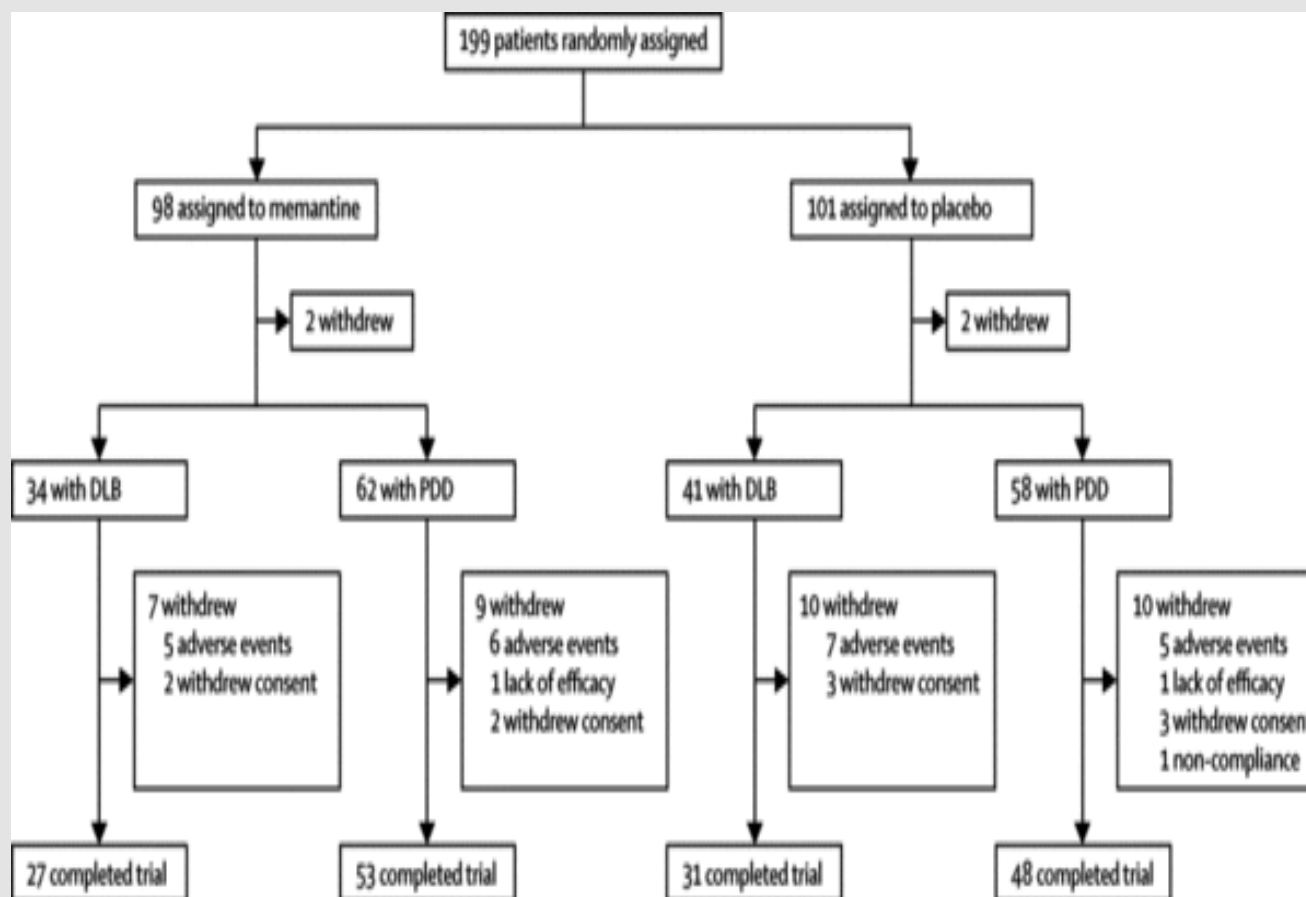 199 patients randomly assigned
98 assigned to memantine
101 assigned to placebo
2 withdrew
2 withdrew
34 with DLB
62 with PDD
41 with DLB
58 with PDD
7 withdrew
5 adverse events
2 withdrew consent
9 withdrew
6 adverse events
1 lack of efficacy
2 withdrew consent
10 withdrew
7 adverse events
3 withdrew consent
10 withdrew
5 adverse events
1 lack of efficacy
3 withdrew consen
1 non-compliance
27 completed trial
53 completed trial
31 completed trial
48 completed trial